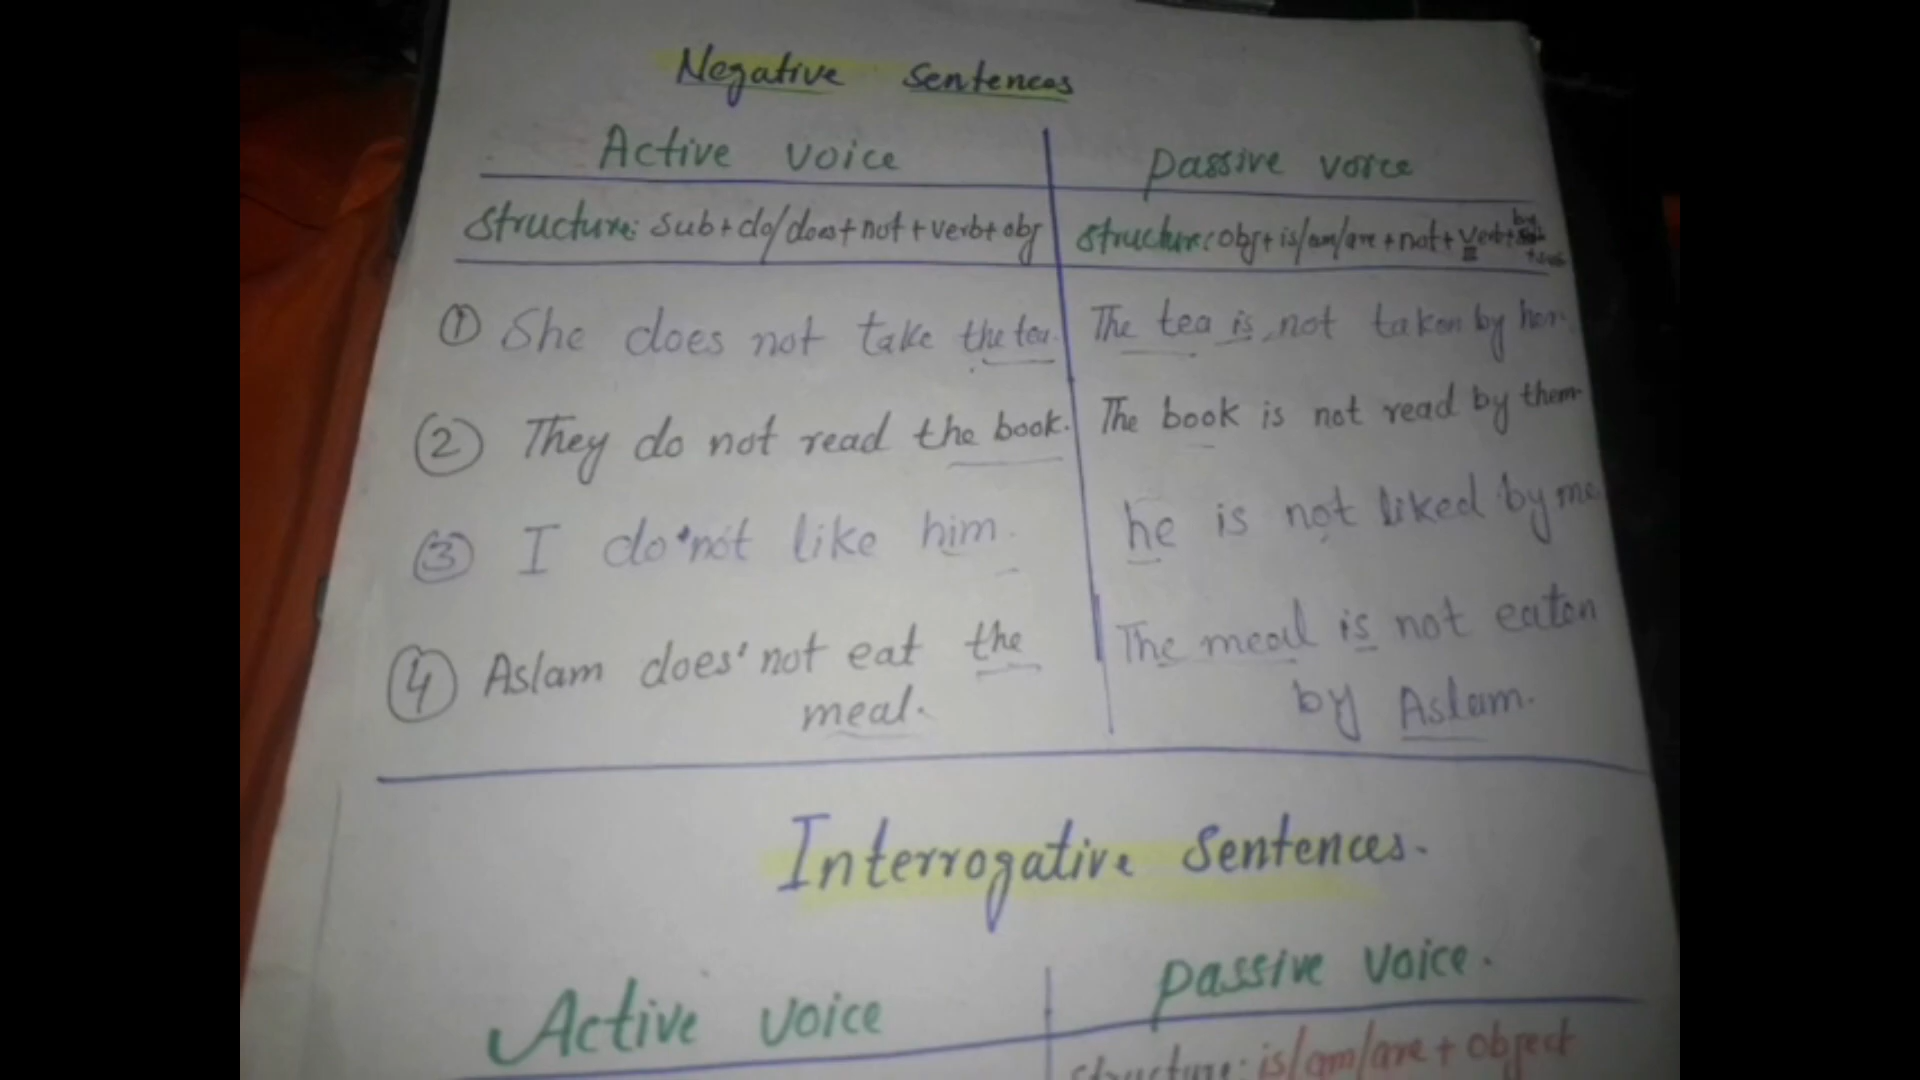 Negative Sentences
Active voice
passive voice
Structure: sub+do/does+not+verb+obj
Structure: obj+is/am/are+not+verb+by
III
+sub
① She does not take the tea.
The tea is not taken by her.
② They do not read the book.
The book is not read by them.
③ I do not like him.
he is not liked by me
④ Aslam does not eat the
meal.
The meal is not eaten
by Aslam.
Interrogative Sentences.
Active voice
passive voice.
structure: is/am/are + object